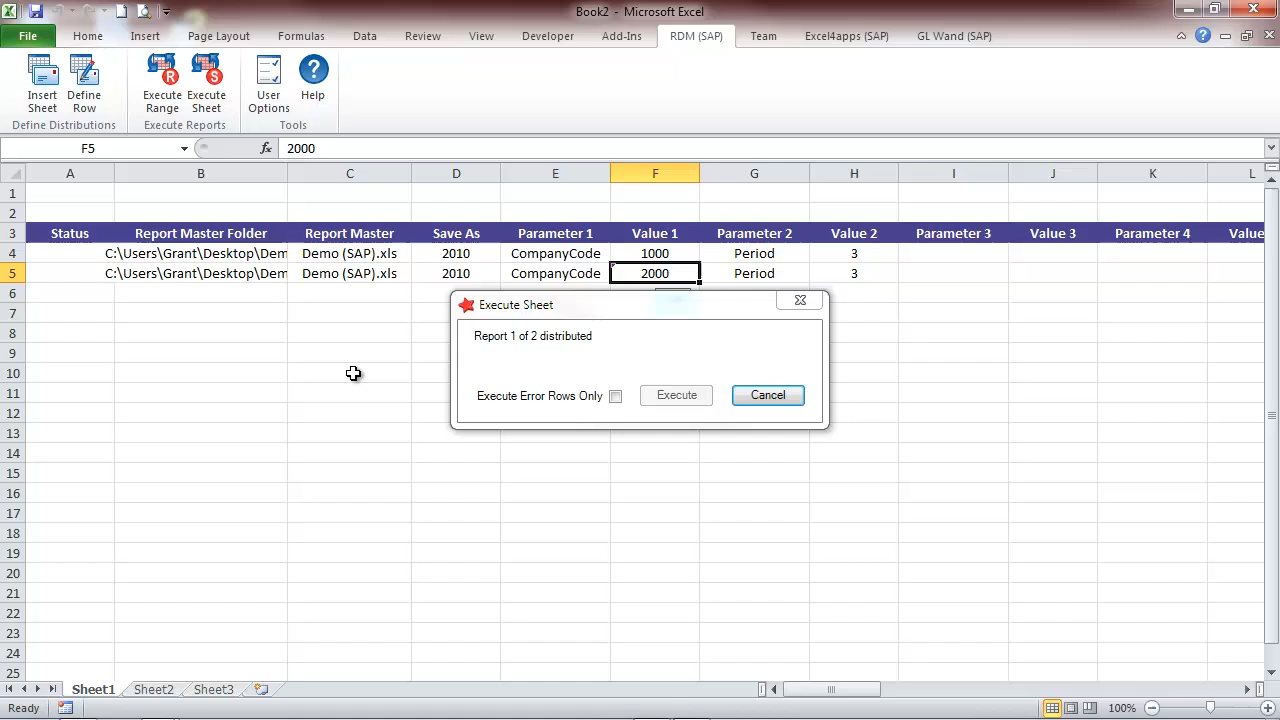 Book2 - Microsoft Excel
File Home Insert Page Layout Formulas Data Review View Developer Add-Ins RDM (SAP) Team Excel4apps (SAP) GL Wand (SAP)
Insert Sheet Define Row Execute Range Execute Sheet User Options Help
Define Distributions Execute Reports Tools
F5 fx 2000
A B C D E F G H I J K L
1
2
3 Status Report Master Folder Report Master Save As Parameter 1 Value 1 Parameter 2 Value 2 Parameter 3 Value 3 Parameter 4 Value
4 C:\Users\Grant\Desktop\Dem Demo (SAP).xls 2010 CompanyCode 1000 Period 3
5 C:\Users\Grant\Desktop\Dem Demo (SAP).xls 2010 CompanyCode 2000 Period 3
6
7
8
9
10
11
12
13
14
15
16
17
18
19
20
21
22
23
24
25
Execute Sheet
Report 1 of 2 distributed
Execute Error Rows Only Execute Cancel
Sheet1 Sheet2 Sheet3
Ready 100%